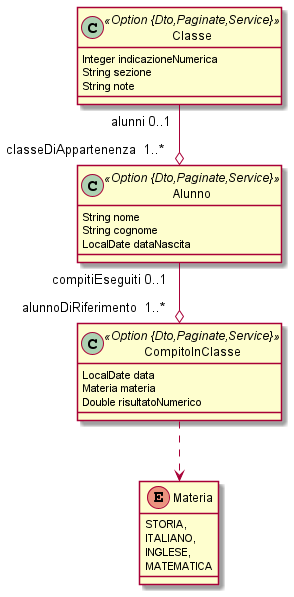 C «Option {Dto,Paginate,Service}»
Classe
Integer indicazioneNumerica
String sezione
String note
alunni 0..1
classeDiAppartenenza 1..*
C «Option {Dto,Paginate,Service}»
Alunno
String nome
String cognome
LocalDate dataNascita
compitiEseguiti 0..1
alunnoDiRiferimento 1..*
C «Option {Dto,Paginate,Service}»
CompitoInClasse
LocalDate data
Materia materia
Double risultatoNumerico
E Materia
STORIA,
ITALIANO,
INGLESE,
MATEMATICA